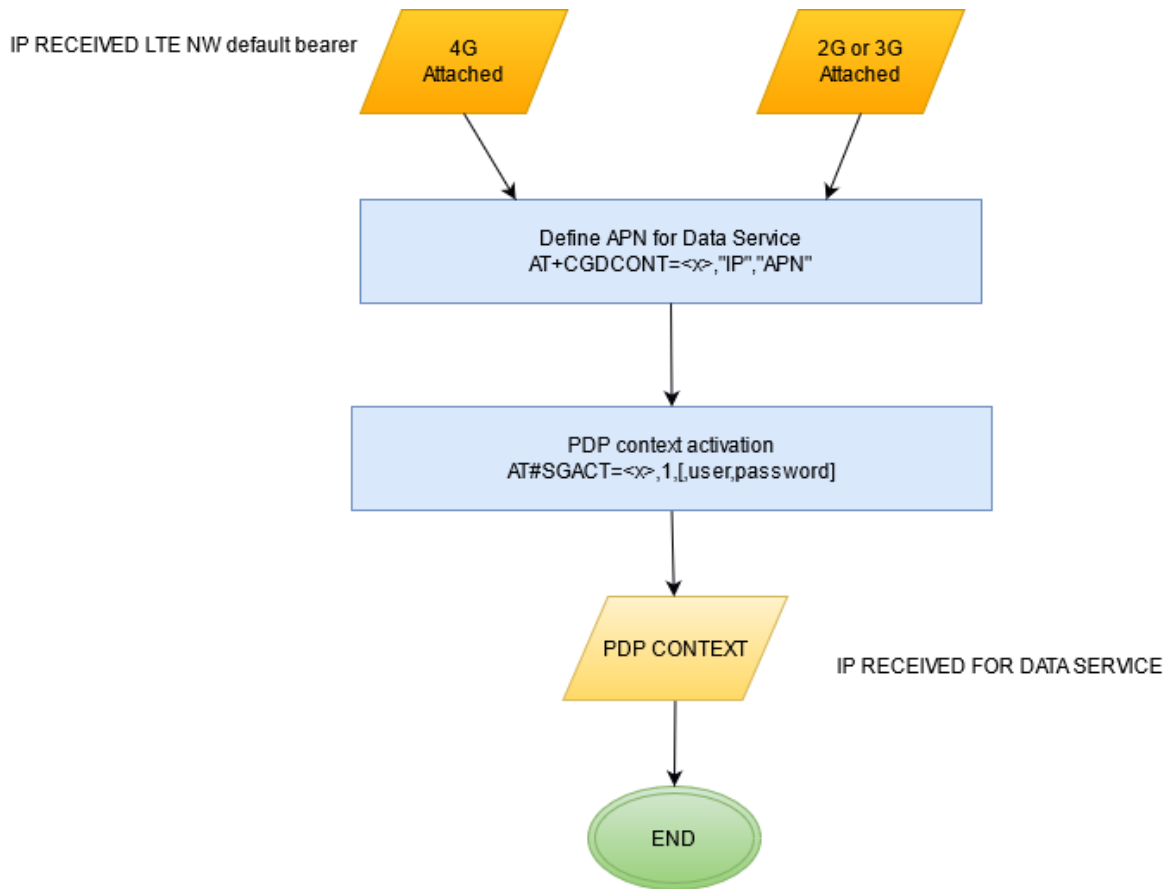 IP RECEIVED LTE NW default bearer
4G
Attached
2G or 3G
Attached
Define APN for Data Service
AT+CGDCONT=<x>,"IP","APN"
PDP context activation
AT#SGACT=<x>,1,[,user,password]
PDP CONTEXT
IP RECEIVED FOR DATA SERVICE
END